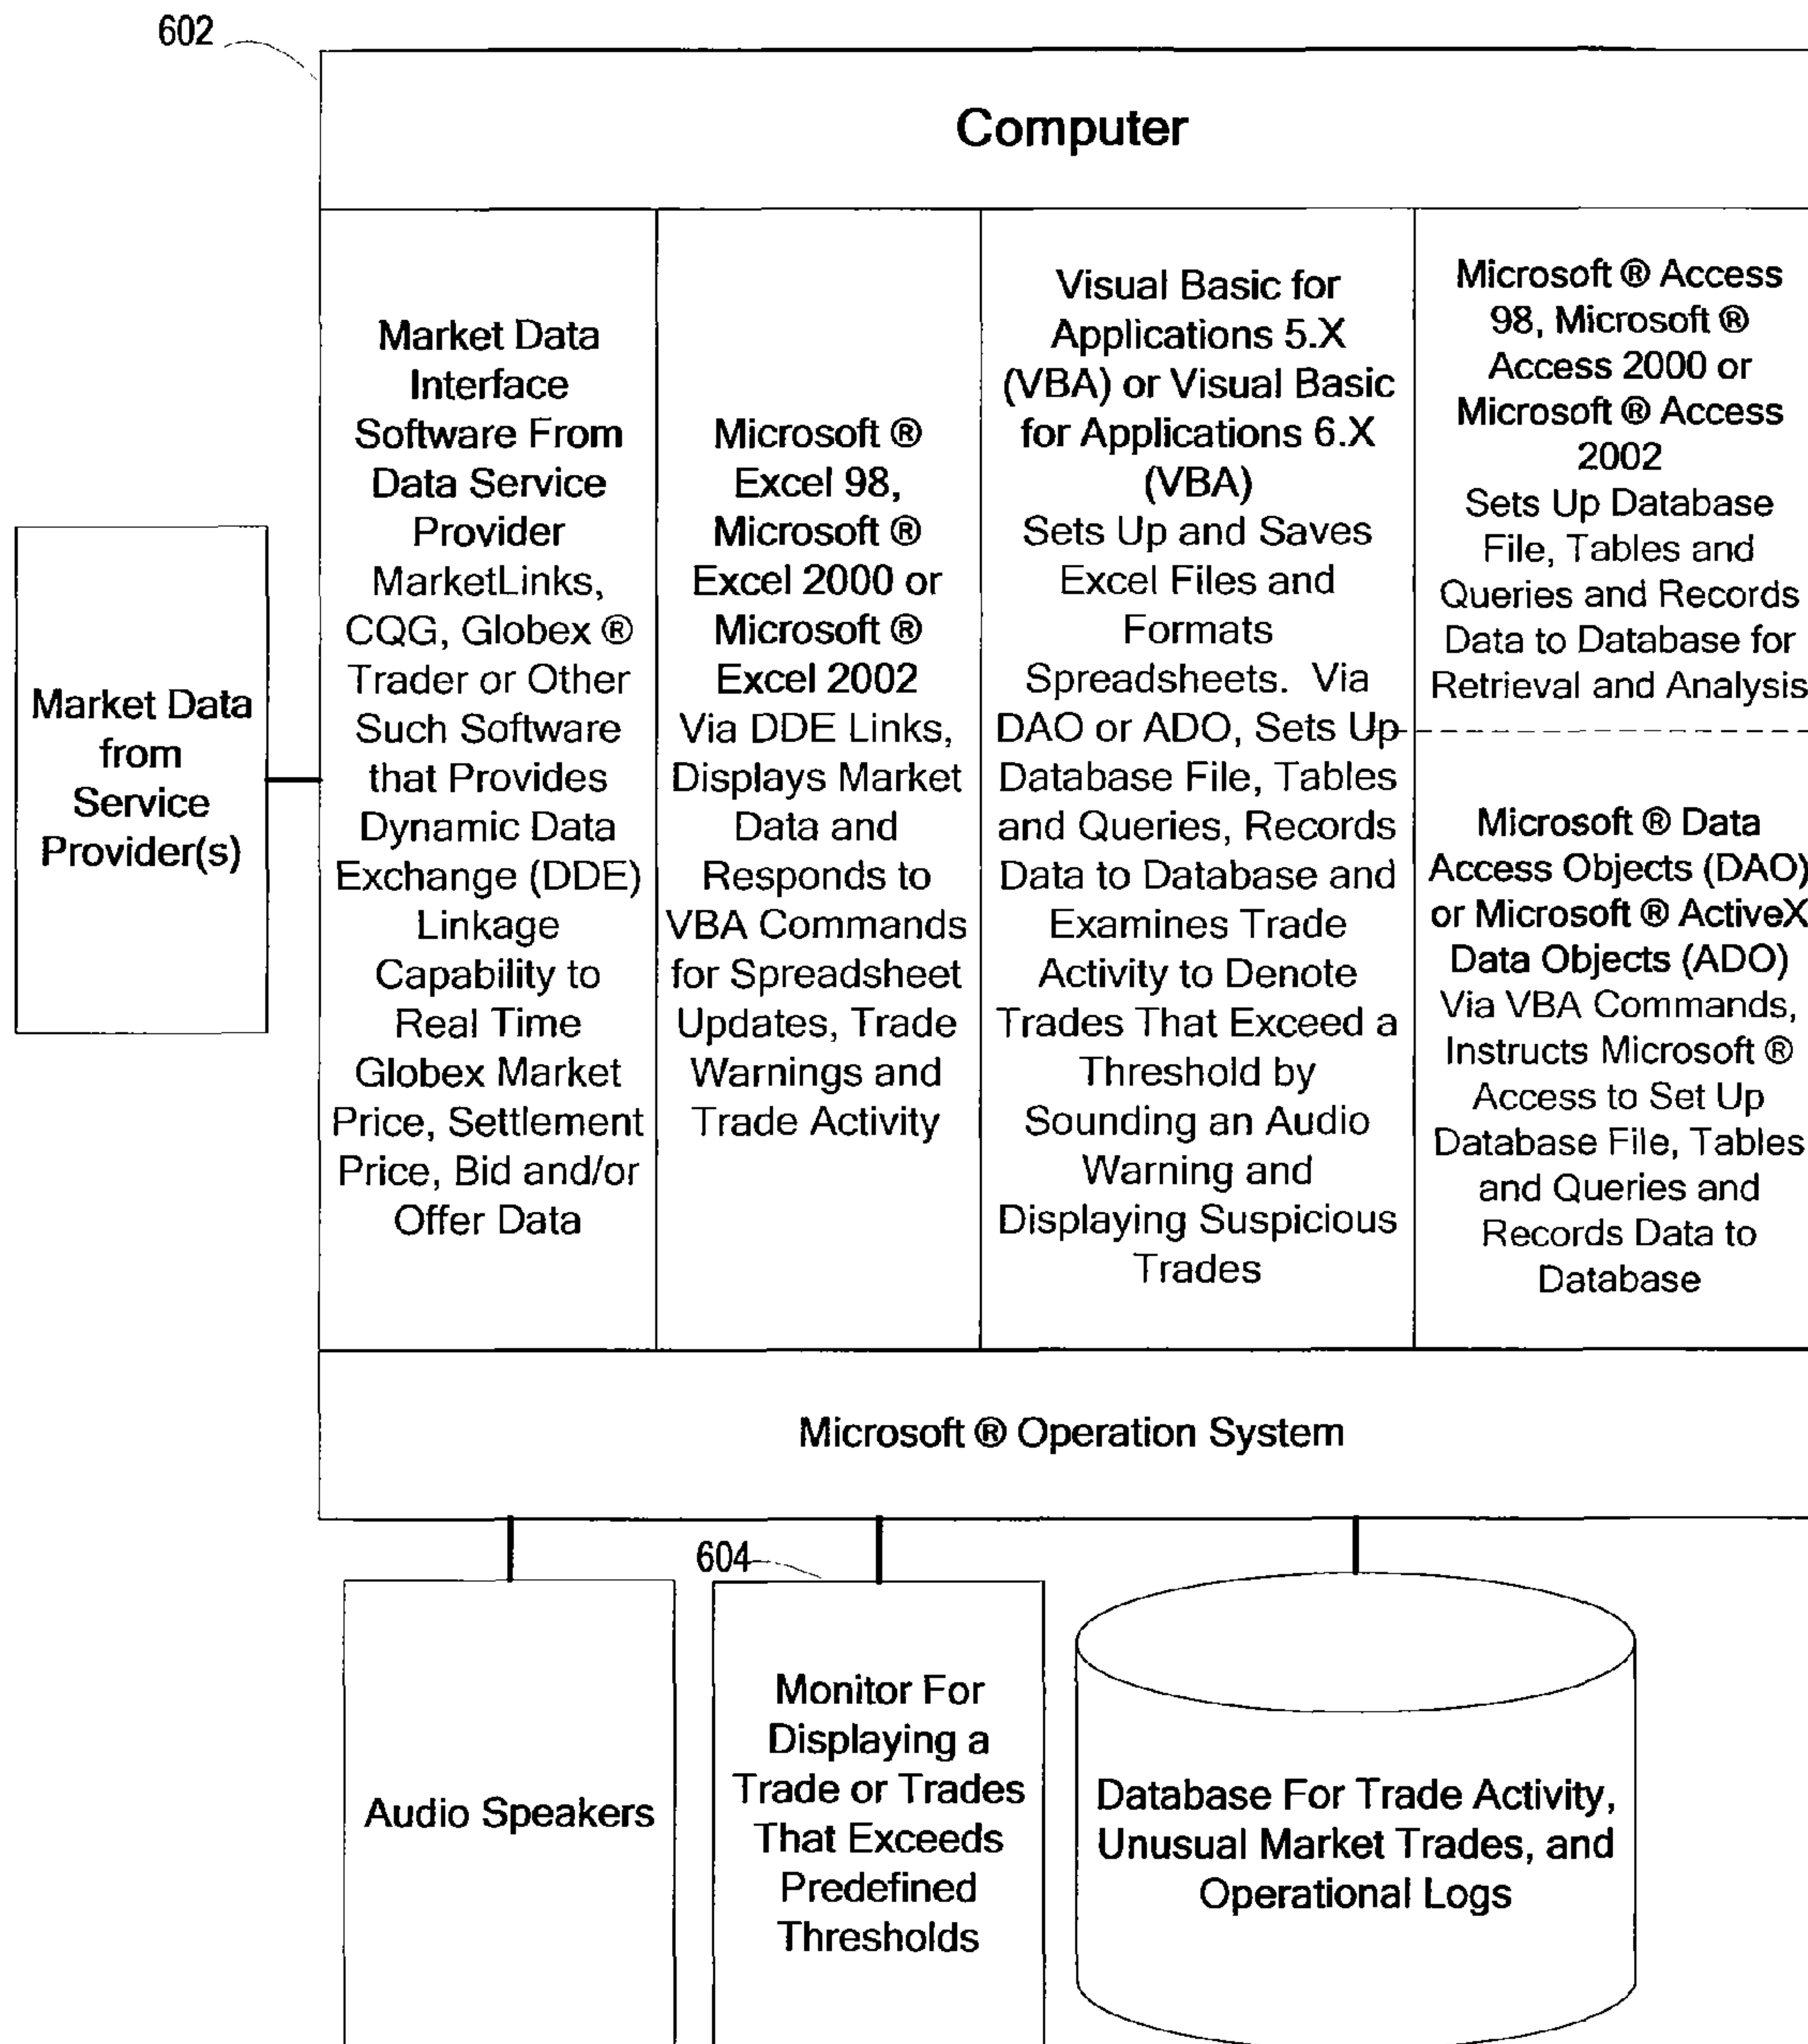 602
Computer
Market Data
from
Service
Provider(s)
Market Data
Interface
Software From
Data Service
Provider
MarketLinks,
CQG, Globex ®
Trader or Other
Such Software
that Provides
Dynamic Data
Exchange (DDE)
Linkage
Capability to
Real Time
Globex Market
Price, Settlement
Price, Bid and/or
Offer Data
Microsoft ®
Excel 98,
Microsoft ®
Excel 2000 or
Microsoft ®
Excel 2002
Via DDE Links,
Displays Market
Data and
Responds to
VBA Commands
for Spreadsheet
Updates, Trade
Warnings and
Trade Activity
Visual Basic for
Applications 5.X
(VBA) or Visual Basic
for Applications 6.X
(VBA)
Sets Up and Saves
Excel Files and
Formats
Spreadsheets. Via
DAO or ADO, Sets Up
Database File, Tables
and Queries, Records
Data to Database and
Examines Trade
Activity to Denote
Trades That Exceed a
Threshold by
Sounding an Audio
Warning and
Displaying Suspicious
Trades
Microsoft ® Access
98, Microsoft ®
Access 2000 or
Microsoft ® Access
2002
Sets Up Database
File, Tables and
Queries and Records
Data to Database for
Retrieval and Analysis
Microsoft ® Data
Access Objects (DAO)
or Microsoft ® ActiveX
Data Objects (ADO)
Via VBA Commands,
Instructs Microsoft ®
Access to Set Up
Database File, Tables
and Queries and
Records Data to
Database
Microsoft ® Operation System
604
Audio Speakers
Monitor For
Displaying a
Trade or Trades
That Exceeds
Predefined
Thresholds
Database For Trade Activity,
Unusual Market Trades, and
Operational Logs